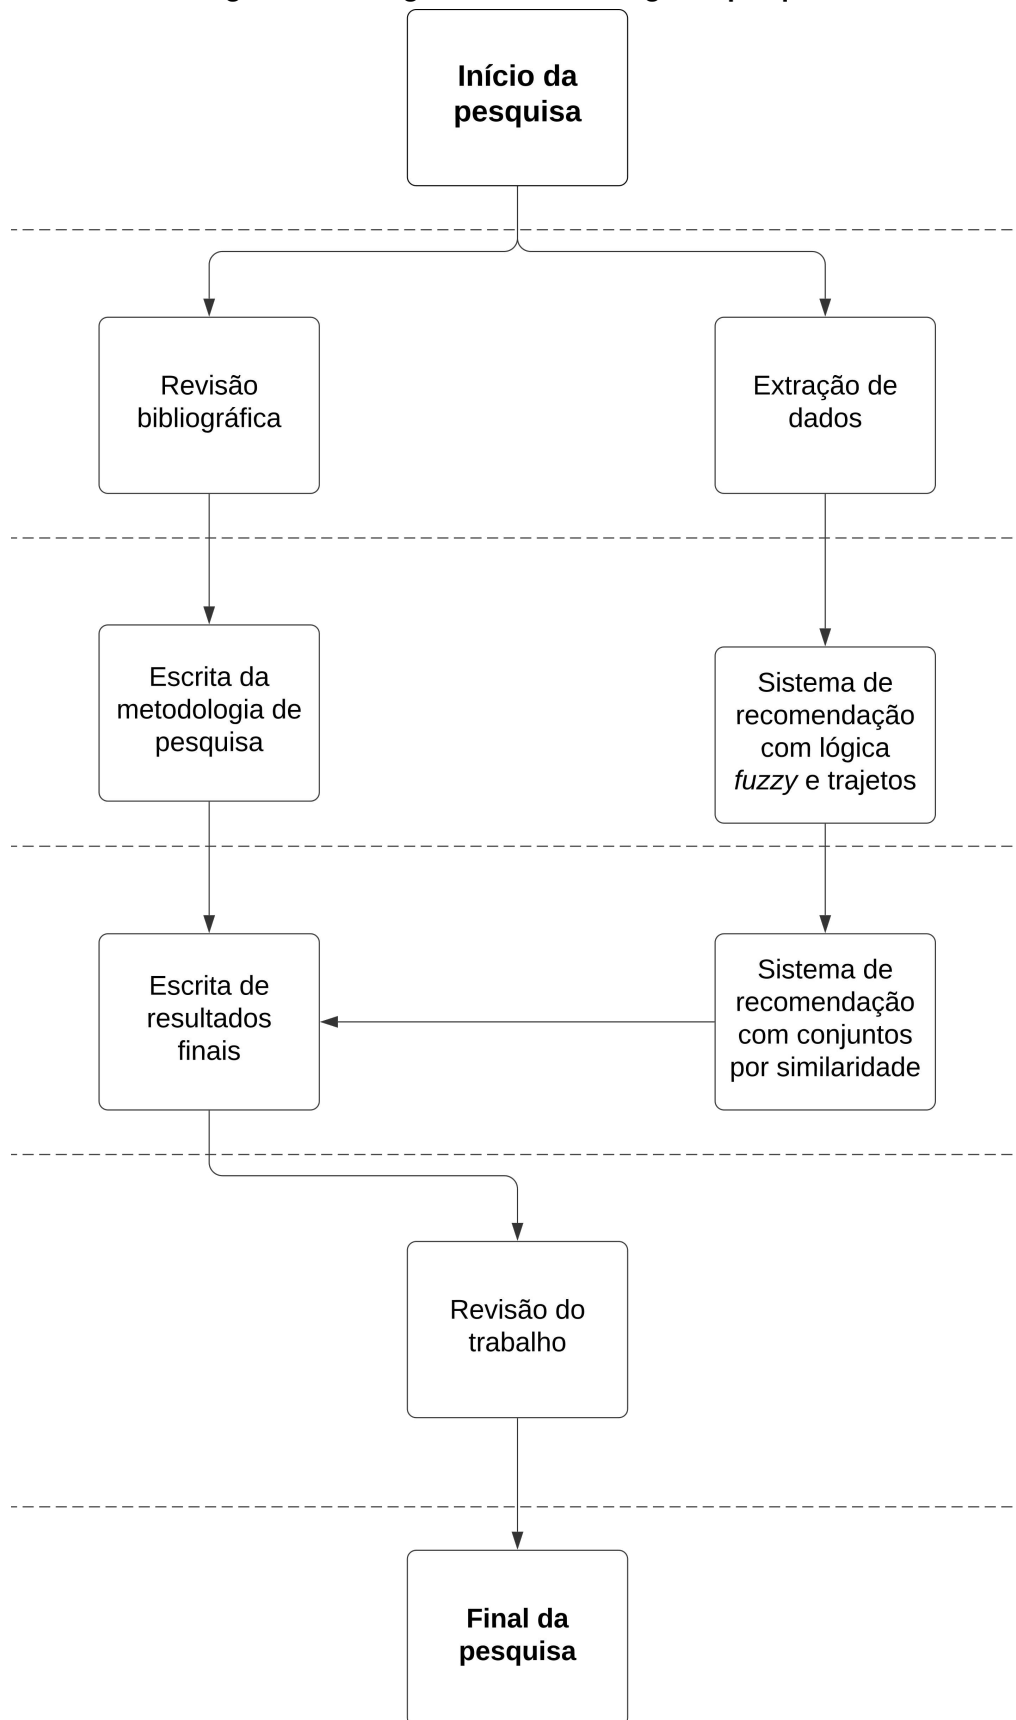 Início da
pesquisa
Revisão
bibliográfica
Extração de
dados
Escrita da
metodologia de
pesquisa
Sistema de
recomendação
com lógica
fuzzy e trajetos
Escrita de
resultados
finais
Sistema de
recomendação
com conjuntos
por similaridade
Revisão do
trabalho
Final da
pesquisa